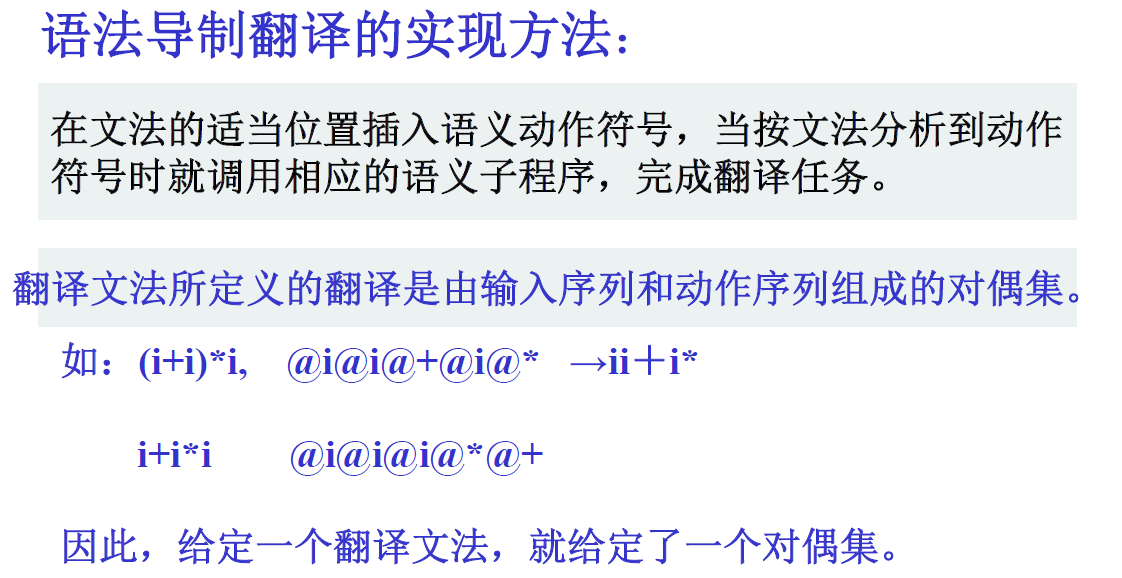 语法导制翻译的实现方法：
在文法的适当位置插入语义动作符号，当按文法分析到动作
符号时就调用相应的语义子程序，完成翻译任务。
翻译文法所定义的翻译是由输入序列和动作序列组成的对偶集。
如：(i+i)*i, @i@i@+@i@* →ii＋i*
i+i*i @i@i@i@*@+
因此，给定一个翻译文法，就给定了一个对偶集。